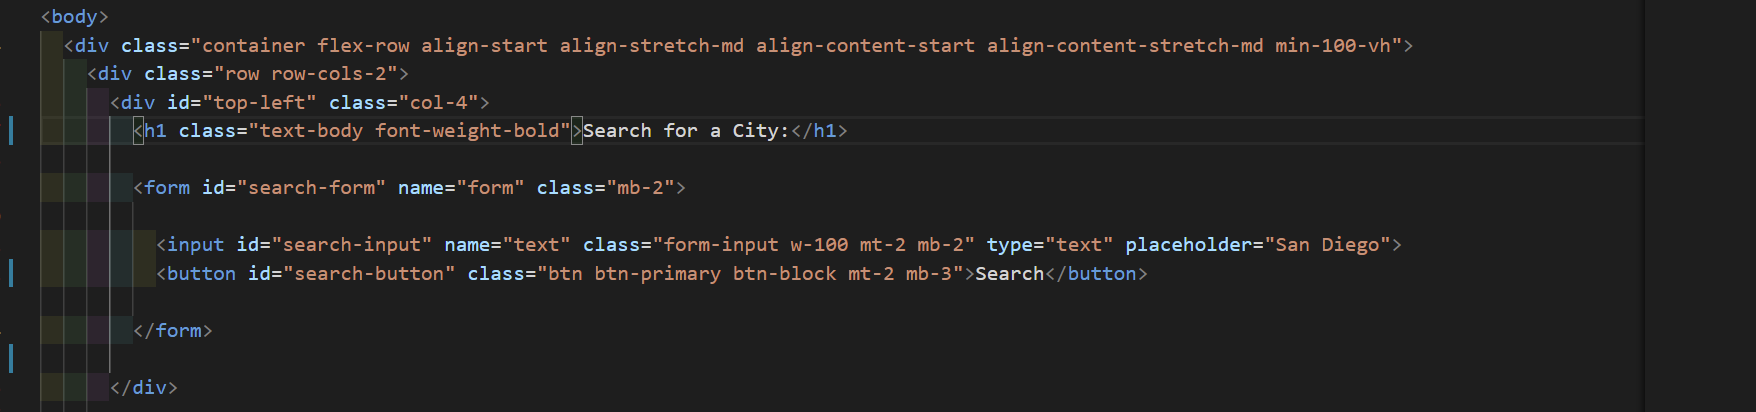 <body>
<div class="container flex-row align-start align-stretch-md align-content-start align-content-stretch-md min-100-vh">
<div class="row row-cols-2">
<div id="top-left" class="col-4">
<h1 class="text-body font-weight-bold">Search for a City:</h1>
<form id="search-form" name="form" class="mb-2">
<input id="search-input" name="text" class="form-input w-100 mt-2 mb-2" type="text" placeholder="San Diego">
<button id="search-button" class="btn btn-primary btn-block mt-2 mb-3">Search</button>
</form>
</div>